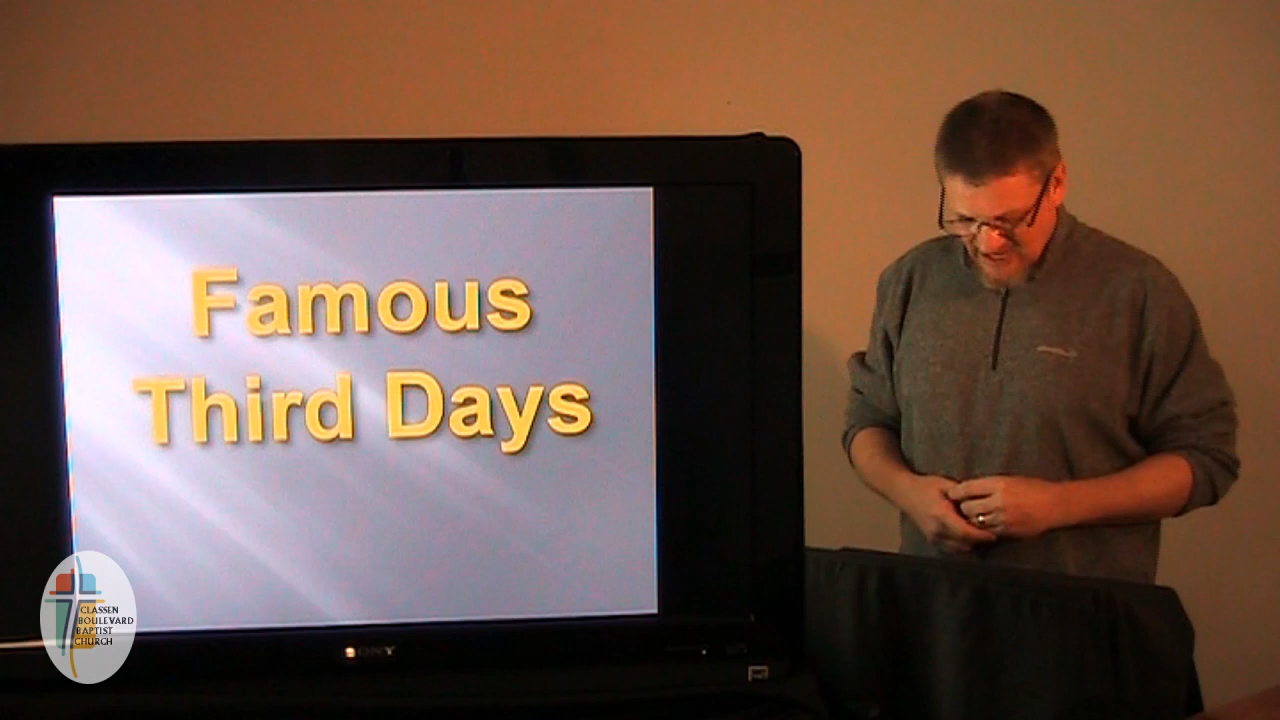 Famous
Third Days
CLASSEN
BOULEVARD
BAPTIST
CHURCH
SONY